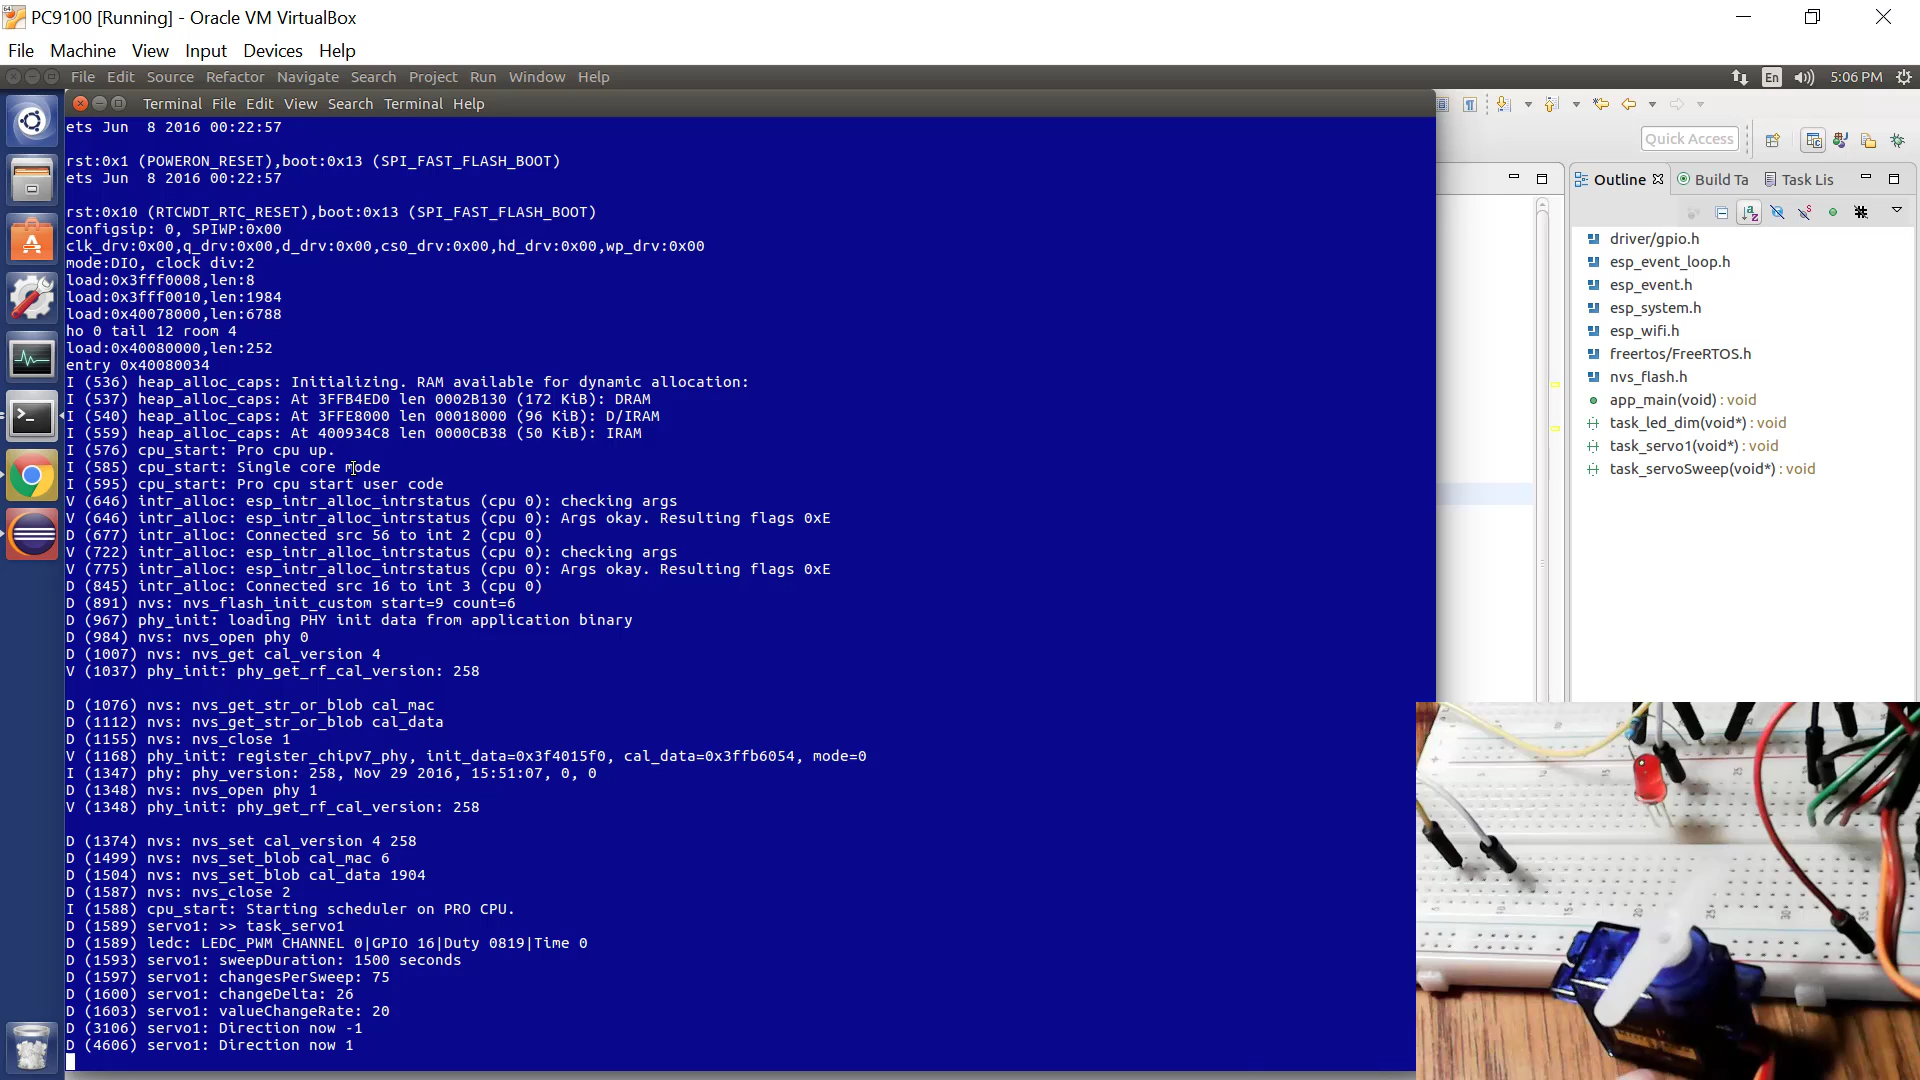 PC9100 [Running] - Oracle VM VirtualBox
File Machine View Input Devices Help
File Edit Source Refactor Navigate Search Project Run Window Help
En 5:06 PM
Terminal File Edit View Search Terminal Help
ets Jun  8 2016 00:22:57
rst:0x1 (POWERON_RESET),boot:0x13 (SPI_FAST_FLASH_BOOT)
ets Jun  8 2016 00:22:57
rst:0x10 (RTCWDT_RTC_RESET),boot:0x13 (SPI_FAST_FLASH_BOOT)
configsip: 0, SPIWP:0x00
clk_drv:0x00,q_drv:0x00,d_drv:0x00,cs0_drv:0x00,hd_drv:0x00,wp_drv:0x00
mode:DIO, clock div:2
load:0x3fff0008,len:8
load:0x3fff0010,len:1984
load:0x40078000,len:6788
ho 0 tail 12 room 4
load:0x40080000,len:252
entry 0x40080034
I (536) heap_alloc_caps: Initializing. RAM available for dynamic allocation:
I (537) heap_alloc_caps: At 3FFB4ED0 len 0002B130 (172 KiB): DRAM
I (540) heap_alloc_caps: At 3FFE8000 len 00018000 (96 KiB): D/IRAM
I (559) heap_alloc_caps: At 400934C8 len 0000CB38 (50 KiB): IRAM
I (576) cpu_start: Pro cpu up.
I (585) cpu_start: Single core mode
I (595) cpu_start: Pro cpu start user code
V (646) intr_alloc: esp_intr_alloc_intrstatus (cpu 0): checking args
V (646) intr_alloc: esp_intr_alloc_intrstatus (cpu 0): Args okay. Resulting flags 0xE
D (677) intr_alloc: Connected src 56 to int 2 (cpu 0)
V (722) intr_alloc: esp_intr_alloc_intrstatus (cpu 0): checking args
V (775) intr_alloc: esp_intr_alloc_intrstatus (cpu 0): Args okay. Resulting flags 0xE
D (845) intr_alloc: Connected src 16 to int 3 (cpu 0)
D (891) nvs: nvs_flash_init_custom start=9 count=6
D (967) phy_init: loading PHY init data from application binary
D (984) nvs: nvs_open phy 0
D (1007) nvs: nvs_get cal_version 4
V (1037) phy_init: phy_get_rf_cal_version: 258
D (1076) nvs: nvs_get_str_or_blob cal_mac
D (1112) nvs: nvs_get_str_or_blob cal_data
D (1155) nvs: nvs_close 1
V (1168) phy_init: register_chipv7_phy, init_data=0x3f4015f0, cal_data=0x3ffb6054, mode=0
I (1347) phy: phy_version: 258, Nov 29 2016, 15:51:07, 0, 0
D (1348) nvs: nvs_open phy 1
V (1348) phy_init: phy_get_rf_cal_version: 258
D (1374) nvs: nvs_set cal_version 4 258
D (1499) nvs: nvs_set_blob cal_mac 6
D (1504) nvs: nvs_set_blob cal_data 1904
D (1587) nvs: nvs_close 2
I (1588) cpu_start: Starting scheduler on PRO CPU.
D (1589) servo1: >> task_servo1
D (1589) ledc: LEDC_PWM CHANNEL 0|GPIO 16|Duty 0819|Time 0
D (1593) servo1: sweepDuration: 1500 seconds
D (1597) servo1: changesPerSweep: 75
D (1600) servo1: changeDelta: 26
D (1603) servo1: valueChangeRate: 20
D (3106) servo1: Direction now -1
D (4606) servo1: Direction now 1
Quick Access
Outline Build Ta Task Lis
driver/gpio.h
esp_event_loop.h
esp_event.h
esp_system.h
esp_wifi.h
freertos/FreeRTOS.h
nvs_flash.h
app_main(void) : void
task_led_dim(void*) : void
task_servo1(void*) : void
task_servoSweep(void*) : void